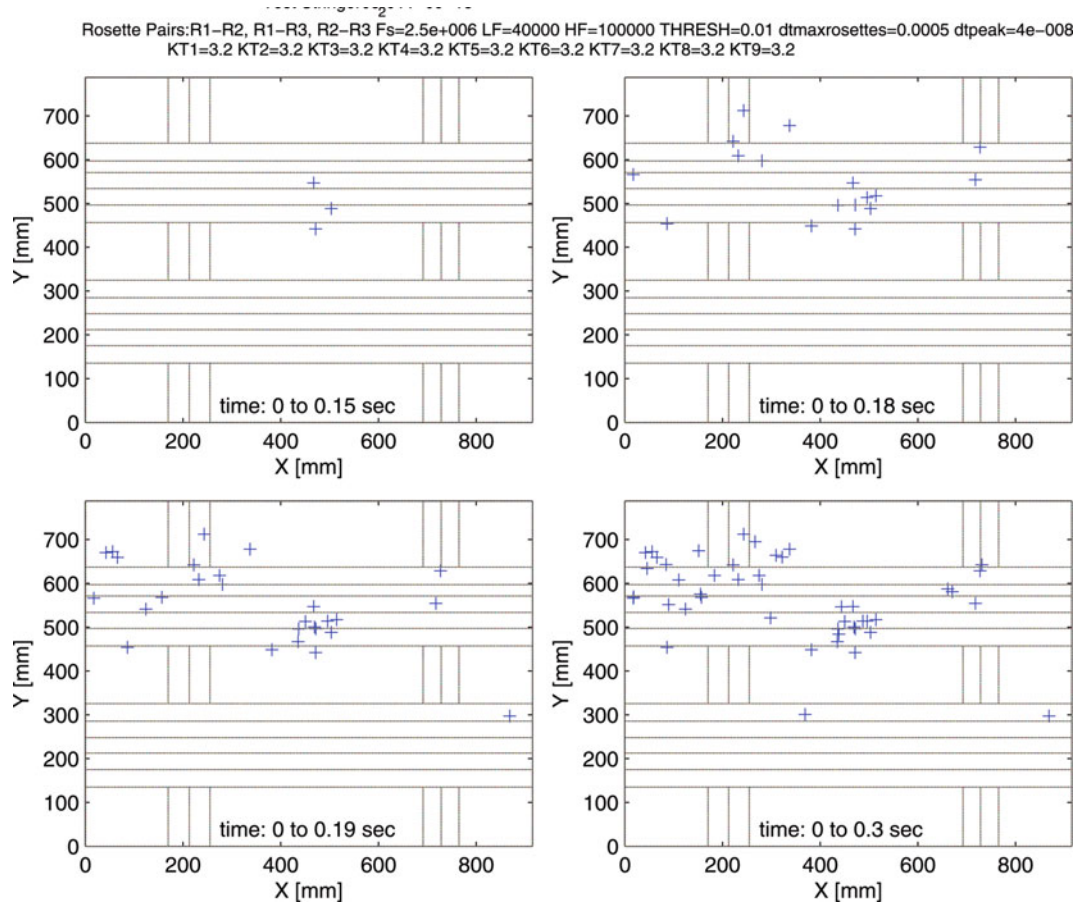 Rosette Pairs:R1−R2, R1−R3, R2−R3 Fs=2.5e+006 LF=40000 HF=100000 THRESH=0.01 dtmaxrosettes=0.0005 dtpeak=4e−008
KT1=3.2 KT2=3.2 KT3=3.2 KT4=3.2 KT5=3.2 KT6=3.2 KT7=3.2 KT8=3.2 KT9=3.2
700
600
500
400
300
200
100
0
Y [mm]
time: 0 to 0.15 sec
0 200 400 600 800
X [mm]
700
600
500
400
300
200
100
0
Y [mm]
time: 0 to 0.18 sec
0 200 400 600 800
X [mm]
700
600
500
400
300
200
100
0
Y [mm]
time: 0 to 0.19 sec
0 200 400 600 800
X [mm]
700
600
500
400
300
200
100
0
Y [mm]
time: 0 to 0.3 sec
0 200 400 600 800
X [mm]